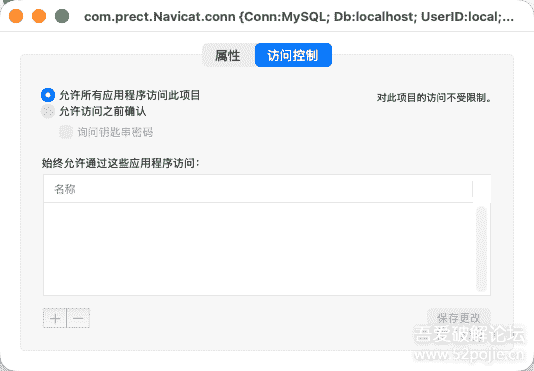 com.prect.Navicat.conn {Conn:MySQL; Db:localhost; UserID:local;...
属性 访问控制
允许所有应用程序访问此项目
对此项目的访问不受限制。
允许访问之前确认
询问钥匙串密码
始终允许通过这些应用程序访问：
名称
+ −
保存更改
吾爱破解论坛
www.52pojie.cn